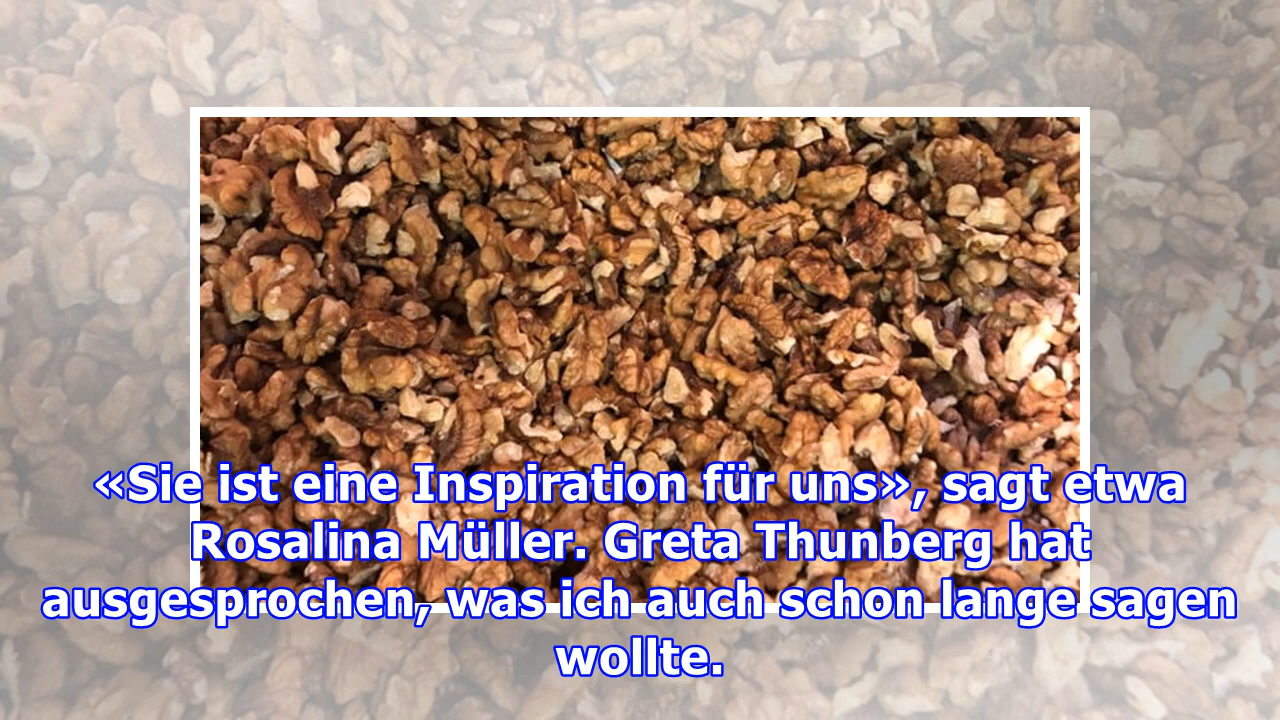 «Sie ist eine Inspiration für uns», sagt etwa
Rosalina Müller. Greta Thunberg hat
ausgesprochen, was ich auch schon lange sagen
wollte.